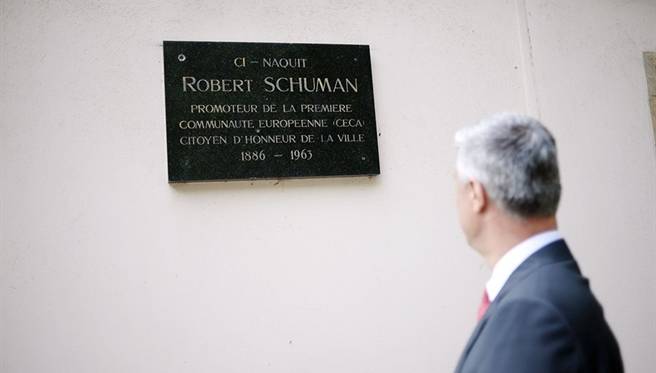 CI – NAQUIT
ROBERT SCHUMAN
PROMOTEUR DE LA PREMIERE
COMMUNAUTE EUROPEENNE (CECA)
CITOYEN D'HONNEUR DE LA VILLE
1886 – 1963